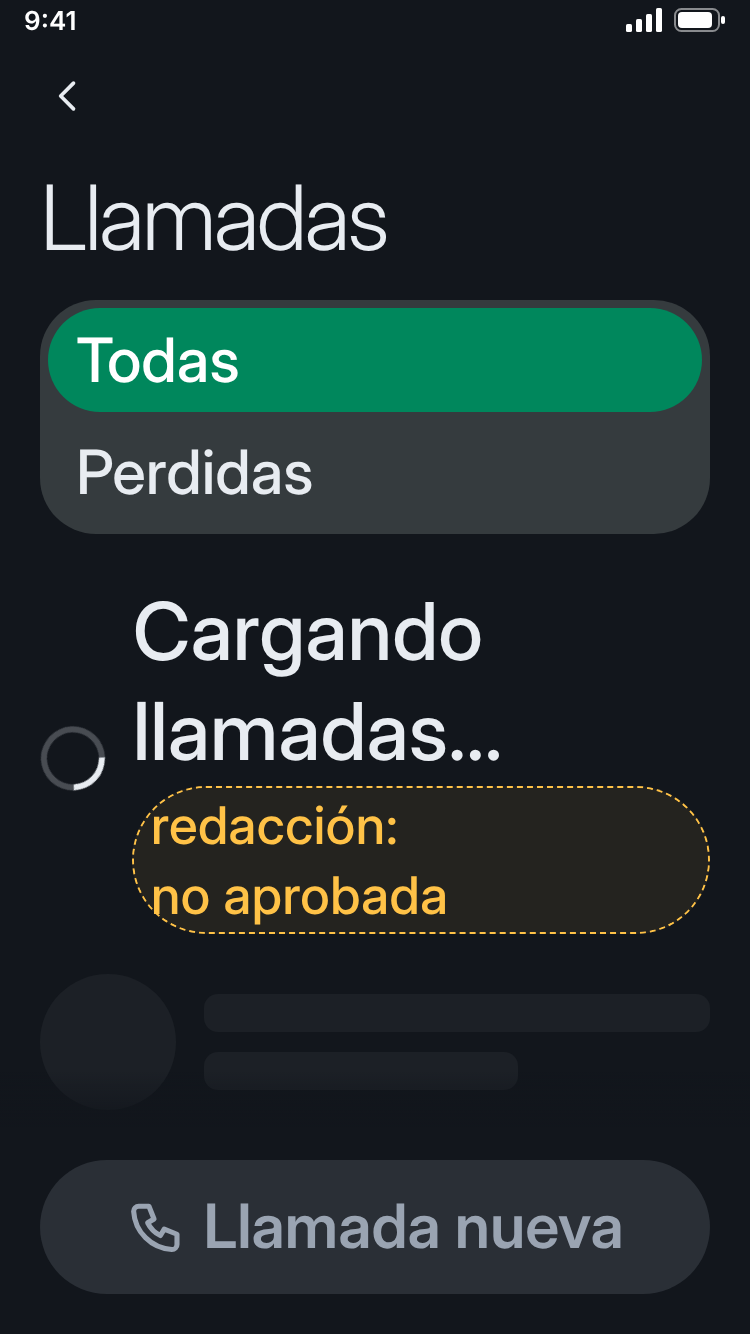 9:41
Llamadas
Todas
Perdidas
Cargando
llamadas...
redacción:
no aprobada
Llamada nueva